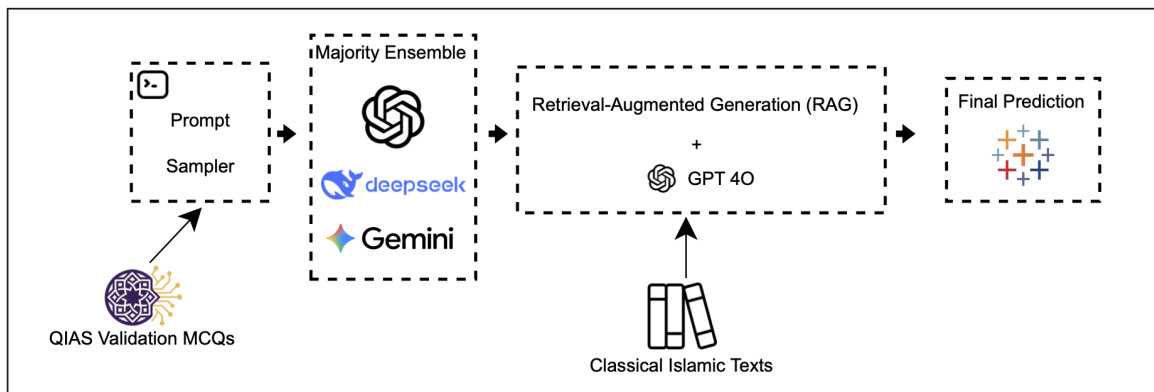 Majority Ensemble
Prompt
Sampler
deepseek
Gemini
Retrieval-Augmented Generation (RAG)
+
GPT 4O
Final Prediction
QIAS Validation MCQs
Classical Islamic Texts